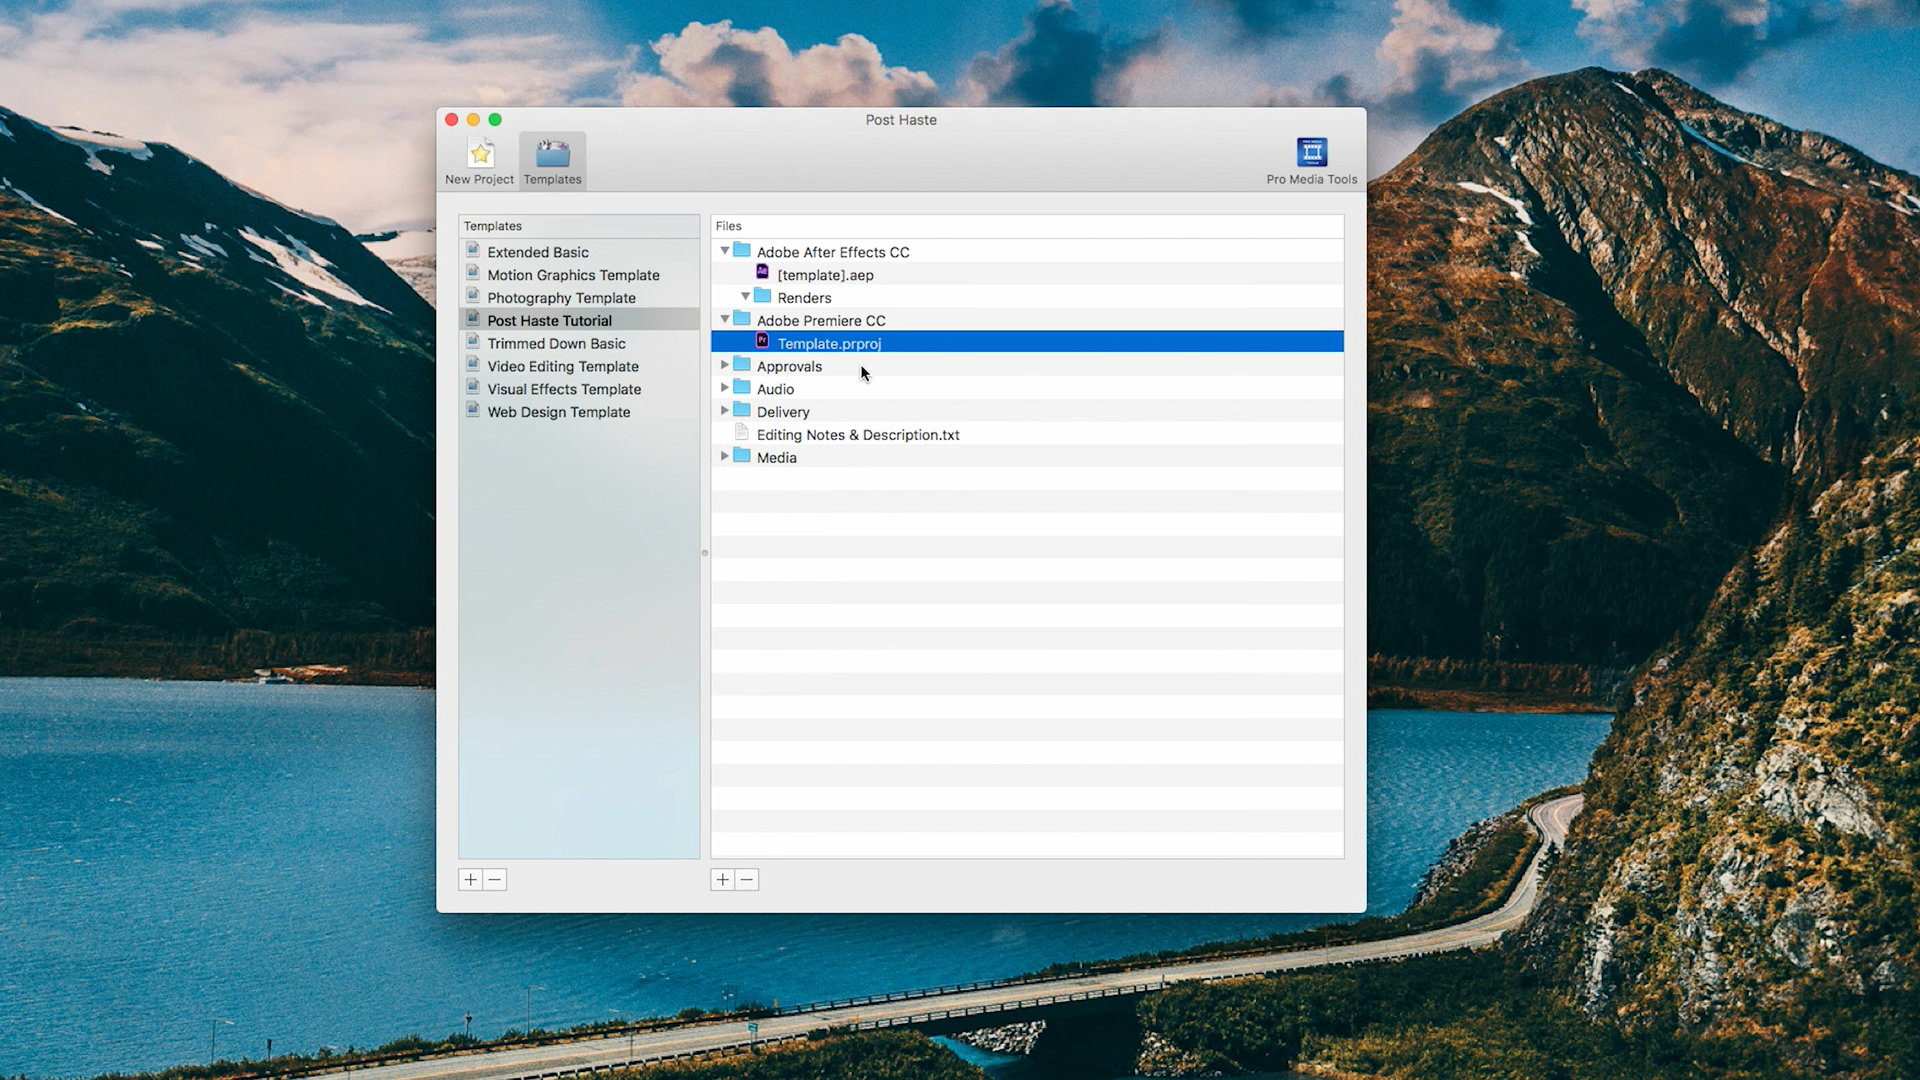 Post Haste
New Project
Templates
Pro Media Tools
Templates
Extended Basic
Motion Graphics Template
Photography Template
Post Haste Tutorial
Trimmed Down Basic
Video Editing Template
Visual Effects Template
Web Design Template
Files
Adobe After Effects CC
Ae
[template].aep
Renders
Adobe Premiere CC
Pr
Template.prproj
Approvals
Audio
Delivery
Editing Notes & Description.txt
Media